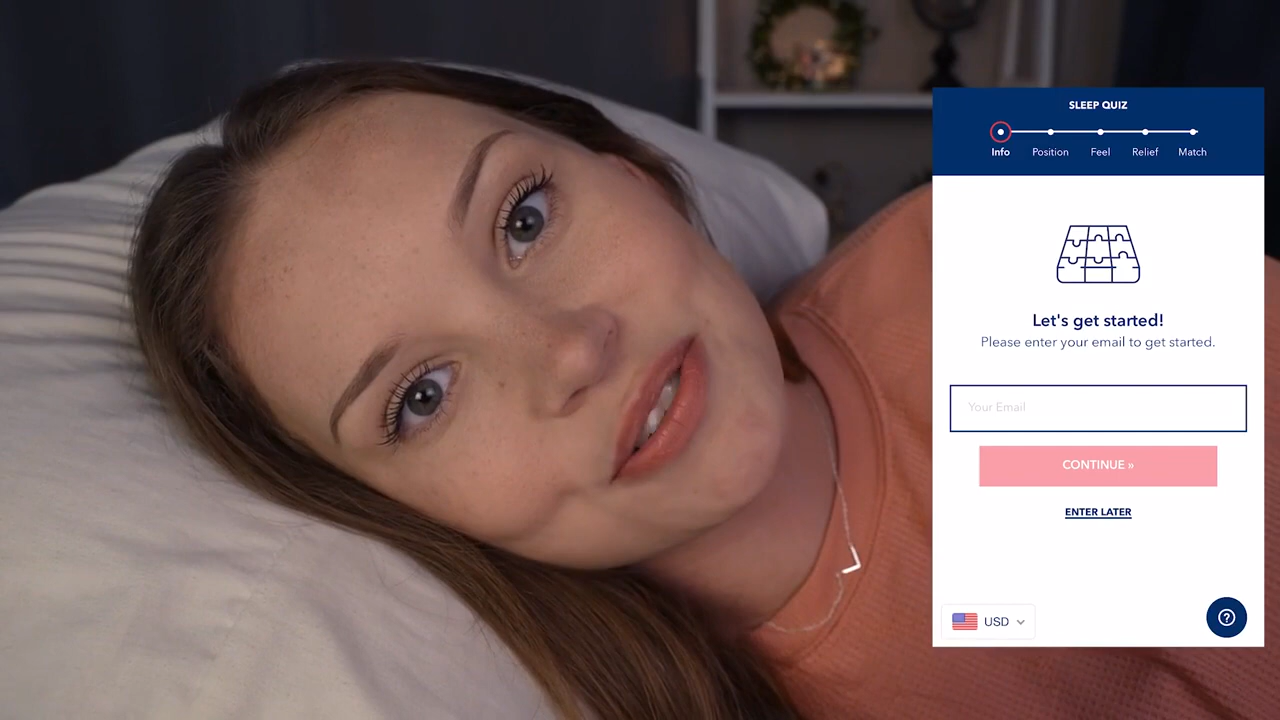 SLEEP QUIZ
Info Position Feel Relief Match
Let's get started!
Please enter your email to get started.
Your Email
CONTINUE »
ENTER LATER
USD
?